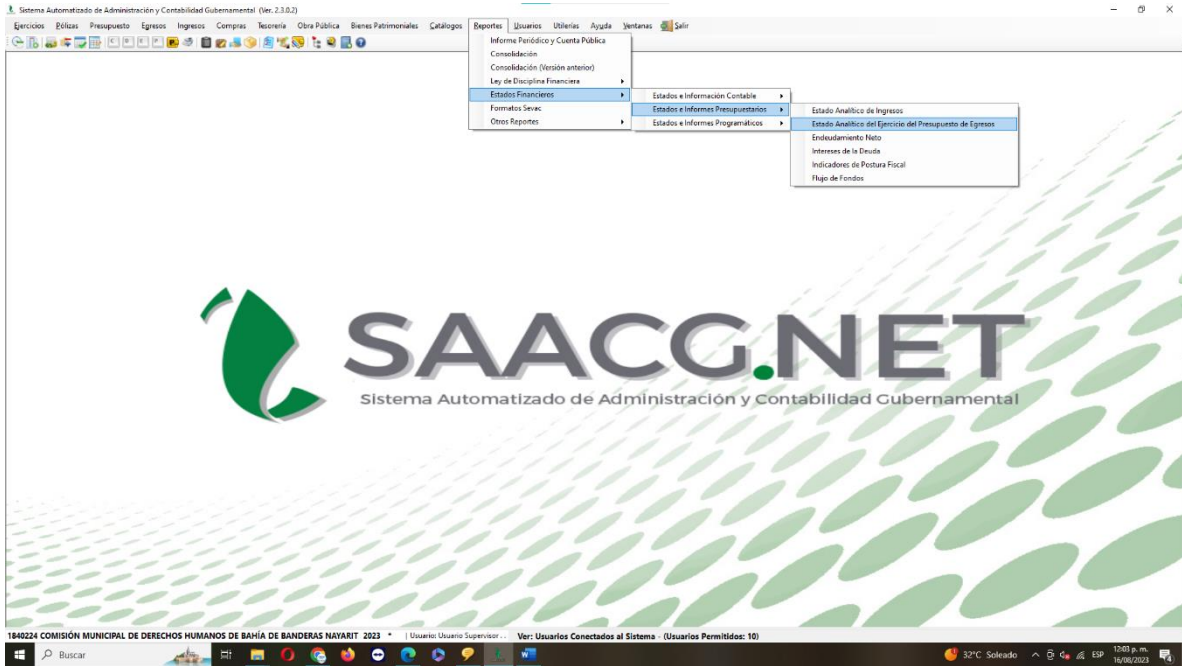 Sistema Automatizado de Administración y Contabilidad Gubernamental (Ver. 2.3.0.2)
Ejercicios Pólizas Presupuesto Egresos Ingresos Compras Tesorería Obra Pública Bienes Patrimoniales Catálogos Reportes Usuarios Utilerías Ayuda Ventanas Salir
Informe Periódico y Cuenta Pública
Consolidación
Consolidación (Versión anterior)
Ley de Disciplina Financiera
Estados Financieros
Formatos Sevac
Otros Reportes
Estados e Información Contable
Estados e Informes Presupuestarios
Estados e Informes Programáticos
Estado Analítico de Ingresos
Estado Analítico del Ejercicio del Presupuesto de Egresos
Endeudamiento Neto
Intereses de la Deuda
Indicadores de Postura Fiscal
Flujo de Fondos
SAACG.NET
Sistema Automatizado de Administración y Contabilidad Gubernamental
1840224 COMISIÓN MUNICIPAL DE DERECHOS HUMANOS DE BAHÍA DE BANDERAS NAYARIT 2023 * | Usuario: Usuario Supervisor . . Ver: Usuarios Conectados al Sistema - (Usuarios Permitidos: 10)
Buscar
32°C Soleado
ESP
12:03 p. m.
16/08/2023